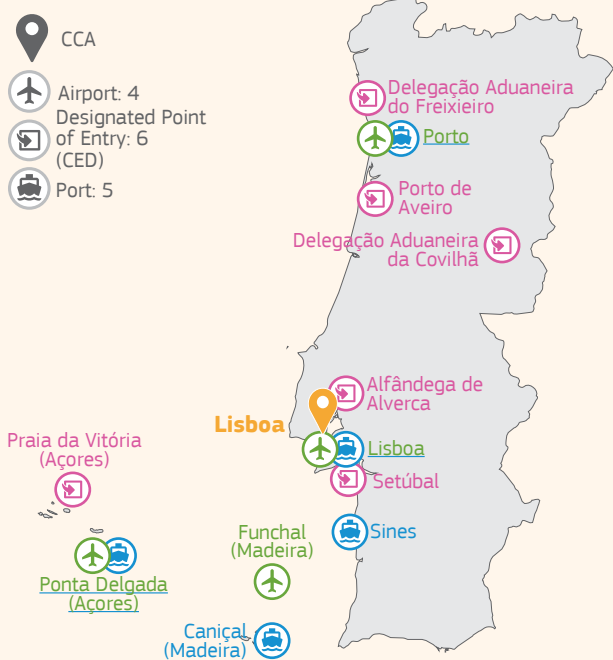 CCA
Airport: 4
Designated Point
of Entry: 6
(CED)
Port: 5
Delegação Aduaneira
do Freixieiro
Porto
Porto de
Aveiro
Delegação Aduaneira
da Covilhã
Alfândega de
Alverca
Lisboa
Lisboa
Setúbal
Praia da Vitória
(Açores)
Sines
Funchal
(Madeira)
Ponta Delgada
(Açores)
Caniçal
(Madeira)